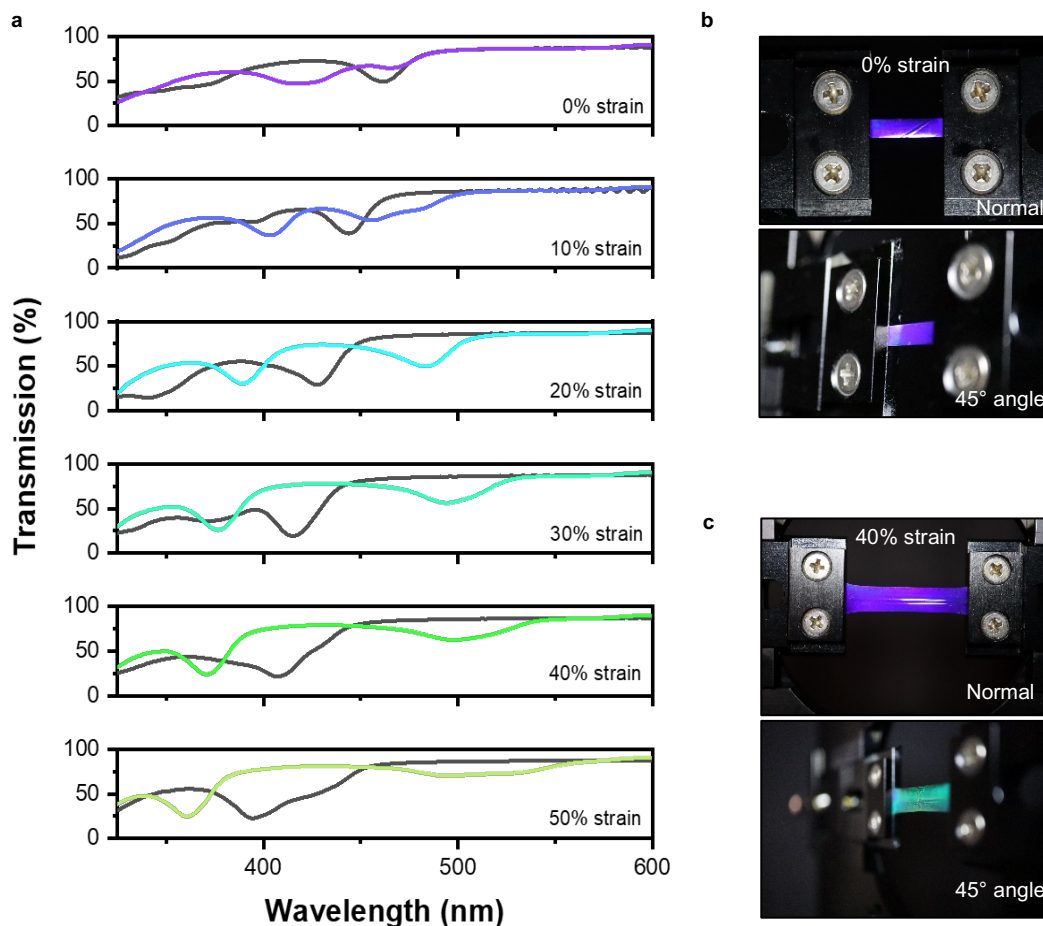 a
100
50
0
0% strain
100
50
0
10% strain
100
50
0
20% strain
100
50
0
30% strain
100
50
0
40% strain
100
50
0
50% strain
400
500
600
Transmission (%)
Wavelength (nm)
b
0% strain
Normal
45° angle
c
40% strain
Normal
45° angle